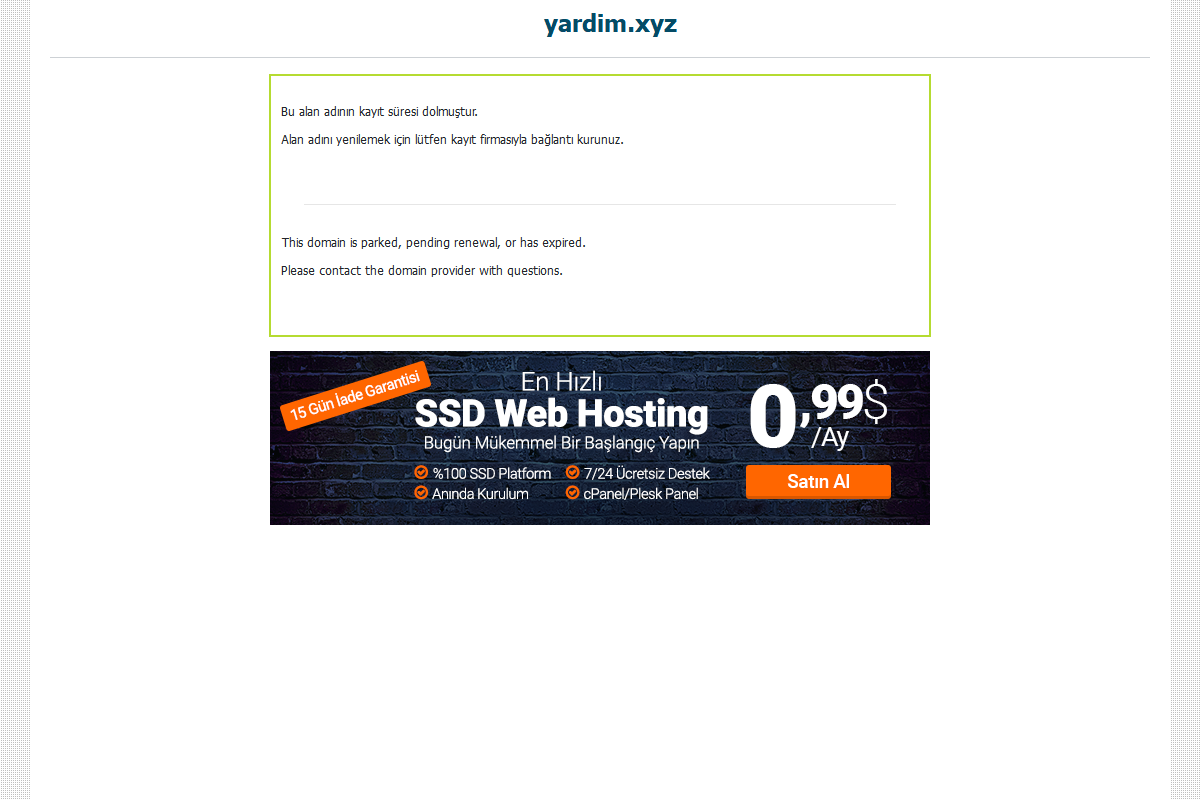 yardim.xyz
Bu alan adının kayıt süresi dolmuştur.
Alan adını yenilemek için lütfen kayıt firmasıyla bağlantı kurunuz.
This domain is parked, pending renewal, or has expired.
Please contact the domain provider with questions.
15 Gün İade Garantisi
En Hızlı
SSD Web Hosting
Bugün Mükemmel Bir Başlangıç Yapın
%100 SSD Platform
7/24 Ücretsiz Destek
Anında Kurulum
cPanel/Plesk Panel
0,99$
/Ay
Satın Al